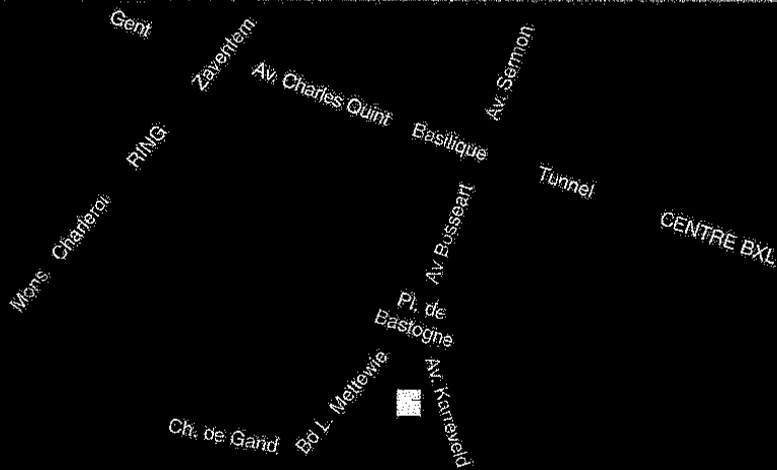 Gent
Zaventem
Av. Charles Quint
Av. Sermon
RING
Basilique
Tunnel
Av. Bosseart
CENTRE BXL
Mons Charleroi
Pl. de
Bastogne
Bd L. Mettewie
Av. Karreveld
Ch. de Gand